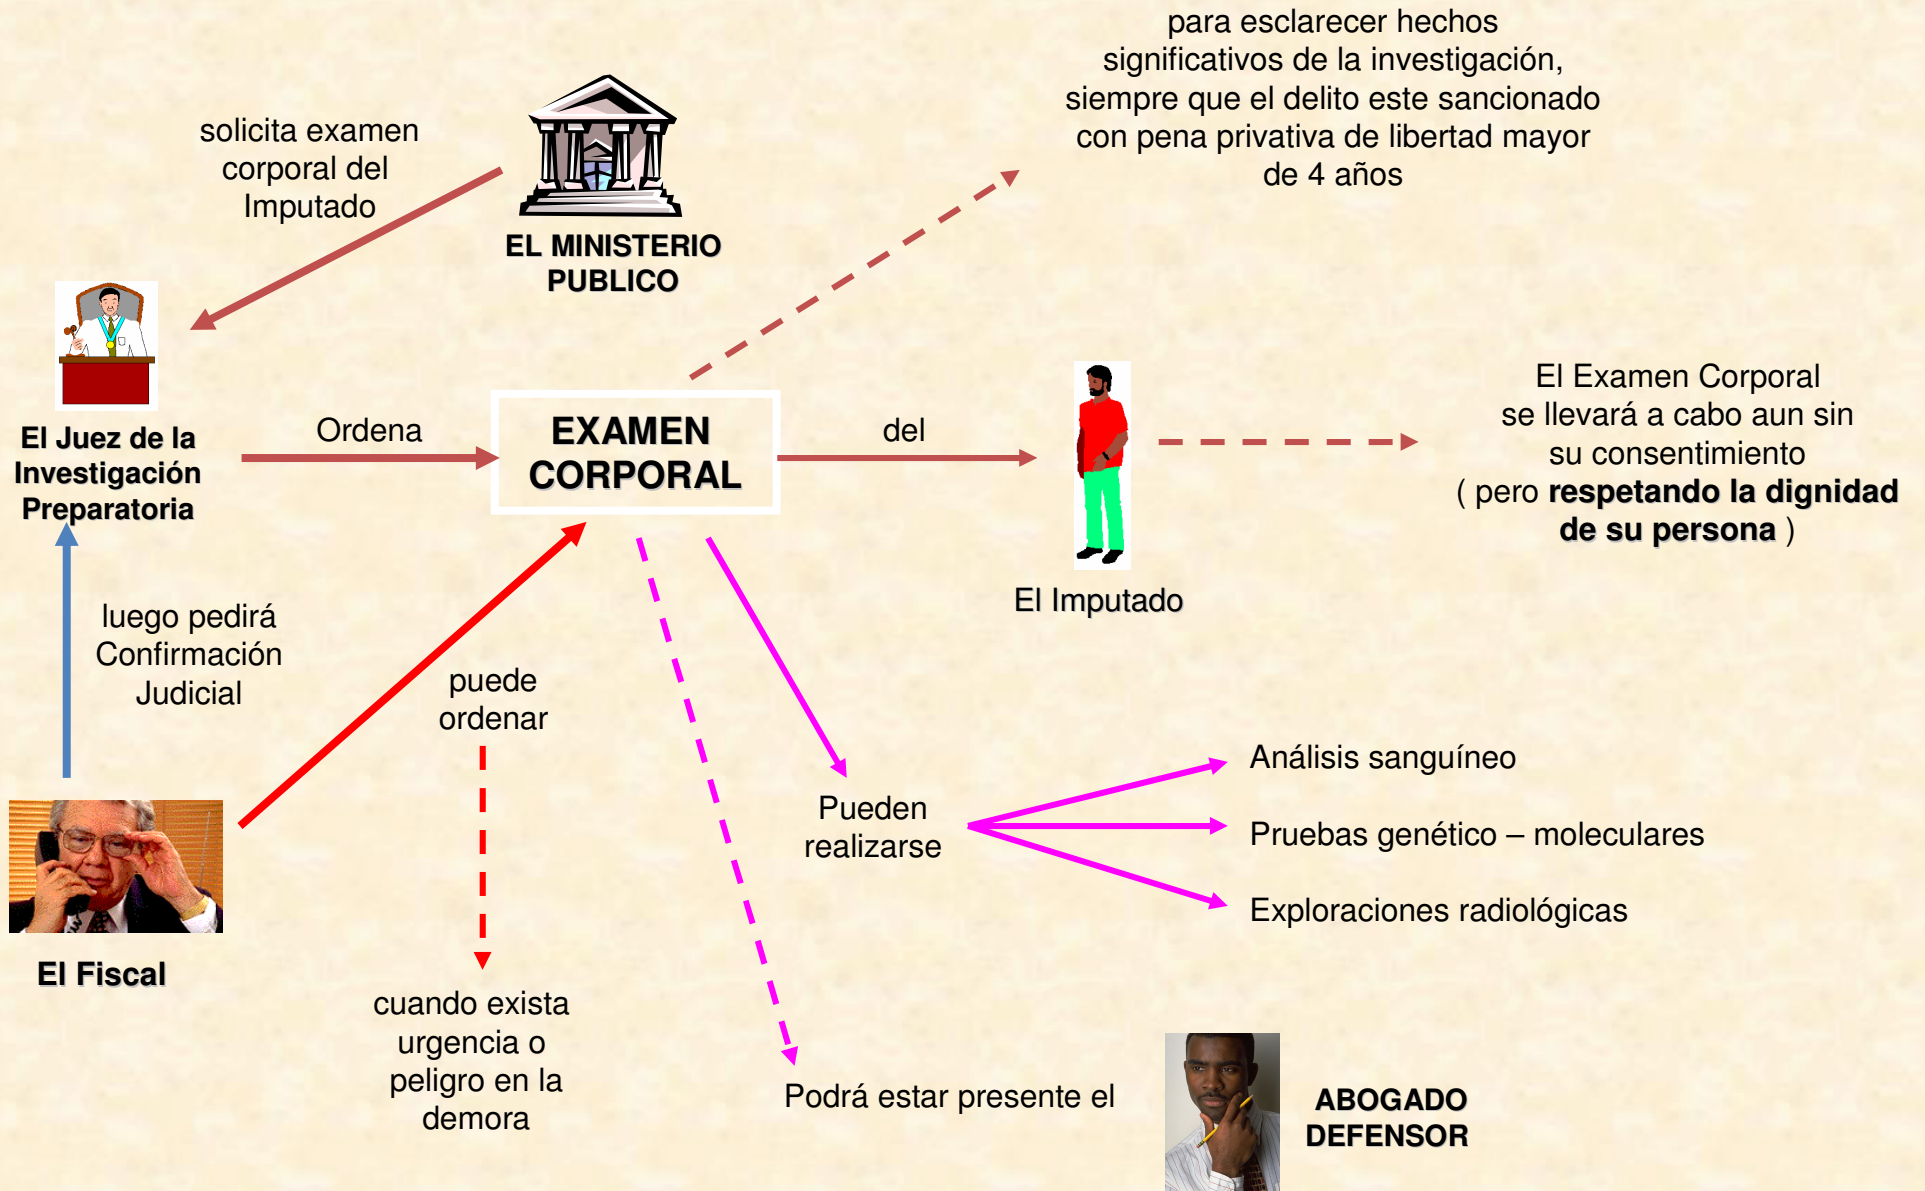 para esclarecer hechos
significativos de la investigación,
siempre que el delito este sancionado
con pena privativa de libertad mayor
de 4 años
solicita examen
corporal del
Imputado
EL MINISTERIO
PUBLICO
El Juez de la
Investigación
Preparatoria
Ordena
EXAMEN
CORPORAL
del
El Imputado
El Examen Corporal
se llevará a cabo aun sin
su consentimiento
( pero respetando la dignidad
de su persona )
luego pedirá
Confirmación
Judicial
puede
ordenar
Pueden
realizarse
Análisis sanguíneo
Pruebas genético – moleculares
Exploraciones radiológicas
El Fiscal
cuando exista
urgencia o
peligro en la
demora
Podrá estar presente el
ABOGADO
DEFENSOR